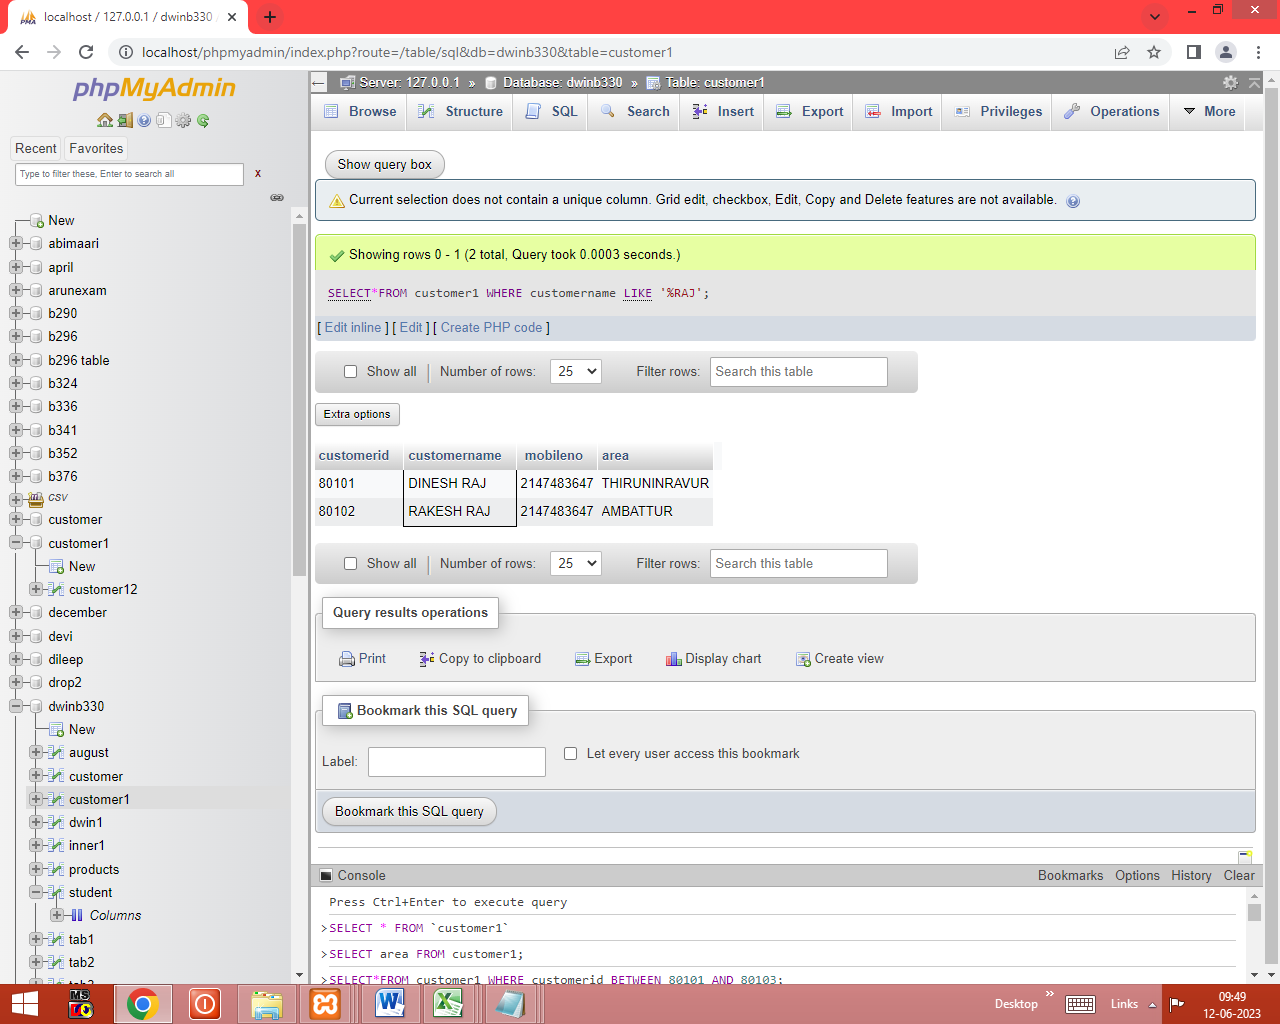 localhost / 127.0.0.1 / dwinb330
localhost/phpmyadmin/index.php?route=/table/sql&db=dwinb330&table=customer1
phpMyAdmin
Recent Favorites
Type to filter these, Enter to search all X
New
abimaari
april
arunexam
b290
b296
b296 table
b324
b336
b341
b352
b376
csv
customer
customer1
New
customer12
december
devi
dileep
drop2
dwinb330
New
august
customer
customer1
dwin1
inner1
products
student
Columns
tab1
tab2
Server: 127.0.0.1 » Database: dwinb330 » Table: customer1
Browse Structure SQL Search Insert Export Import Privileges Operations More
Show query box
Current selection does not contain a unique column. Grid edit, checkbox, Edit, Copy and Delete features are not available.
Showing rows 0 - 1 (2 total, Query took 0.0003 seconds.)
SELECT*FROM customer1 WHERE customername LIKE '%RAJ';
[ Edit inline ] [ Edit ] [ Create PHP code ]
Show all Number of rows: 25 Filter rows: Search this table
Extra options
customerid customername mobileno area
80101 DINESH RAJ 2147483647 THIRUNINRAVUR
80102 RAKESH RAJ 2147483647 AMBATTUR
Show all Number of rows: 25 Filter rows: Search this table
Query results operations
Print Copy to clipboard Export Display chart Create view
Bookmark this SQL query
Label: Let every user access this bookmark
Bookmark this SQL query
Console Bookmarks Options History Clear
Press Ctrl+Enter to execute query
>SELECT * FROM `customer1`
>SELECT area FROM customer1;
>SELECT*FROM customer1 WHERE customerid BETWEEN 80101 AND 80103;
Desktop » Links 09:49
12-06-2023